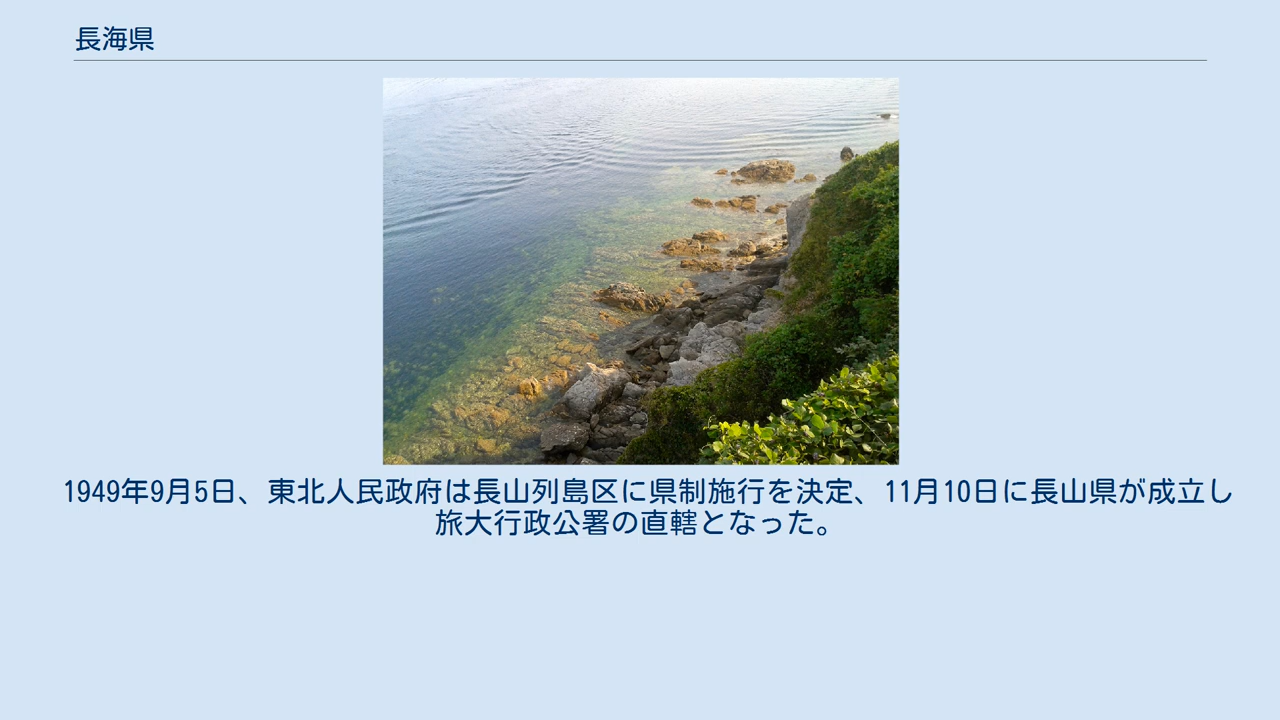 長海県
1949年9月5日、東北人民政府は長山列島区に県制施行を決定、11月10日に長山県が成立し
旅大行政公署の直轄となった。